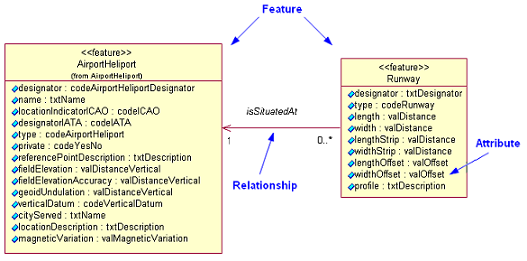 Feature
<<feature>>
AirportHeliport
(from AirportHeliport)
designator : codeAirportHeliportDesignator
name : txtName
locationIndicatorICAO : codeICAO
designatorIATA : codeIATA
type : codeAirportHeliport
private : codeYesNo
referencePointDescription : txtDescription
fieldElevation : valDistanceVertical
fieldElevationAccuracy : valDistanceVertical
geoidUndulation : valDistanceVertical
verticalDatum : codeVerticalDatum
cityServed : txtName
locationDescription : txtDescription
magneticVariation : valMagneticVariation
isSituatedAt
1
0..*
Relationship
<<feature>>
Runway
designator : txtDesignator
type : codeRunway
length : valDistance
width : valDistance
lengthStrip : valDistance
widthStrip : valDistance
lengthOffset : valOffset
widthOffset : valOffset
profile : txtDescription
Attribute